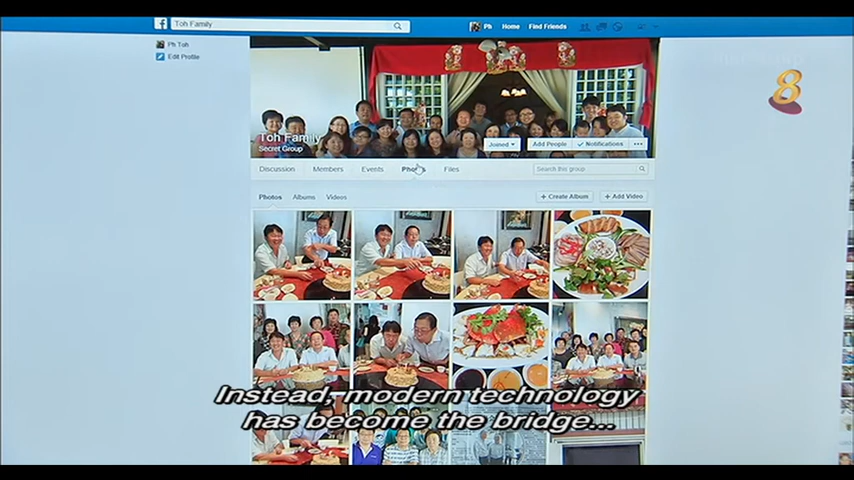 Toh Family
Ph Home Find Friends
Ph Toh
Edit Profile
8
Toh Family
Secret Group
Joined Add People ✓ Notifications ...
Discussion Members Events Photos Files
Search this group
Photos Albums Videos
+ Create Album + Add Video
Instead, modern technology
has become the bridge...